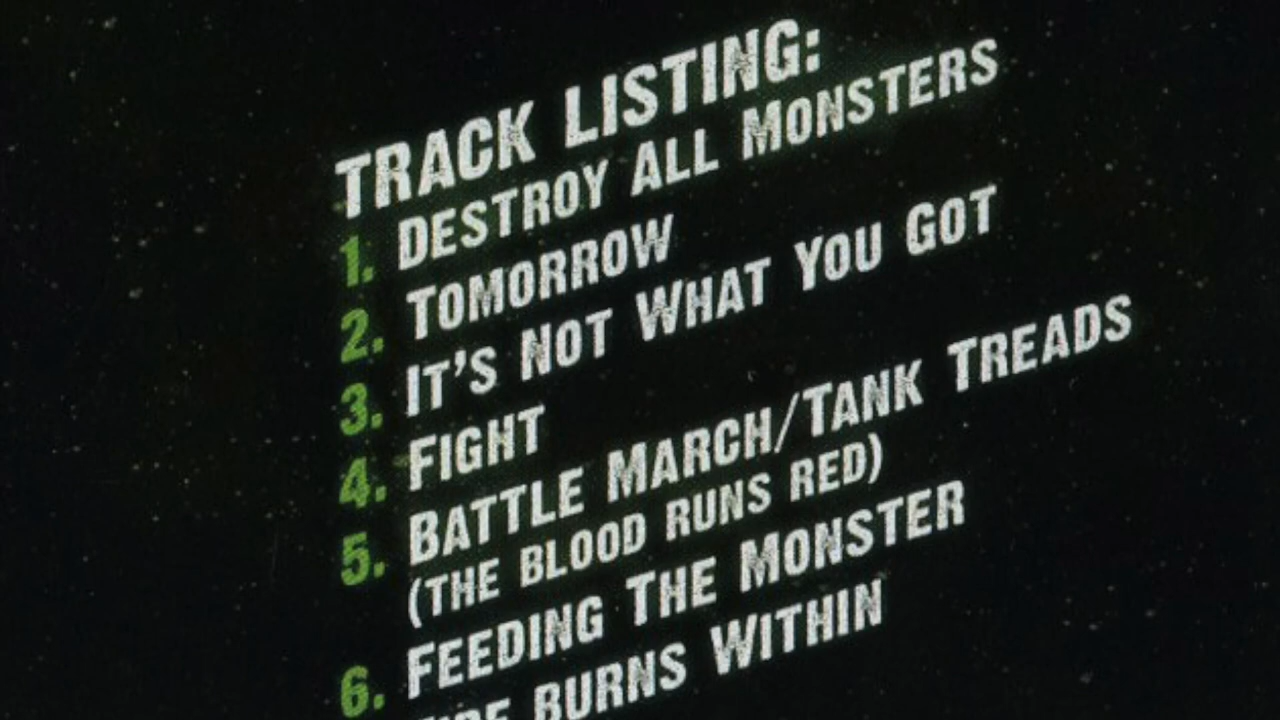 TRACK LISTING:
1. DESTROY ALL MONSTERS
2. TOMORROW
3. IT'S NOT WHAT YOU GOT
4. FIGHT
5. BATTLE MARCH/TANK TREADS
(THE BLOOD RUNS RED)
6. FEEDING THE MONSTER
BURNS WITHIN